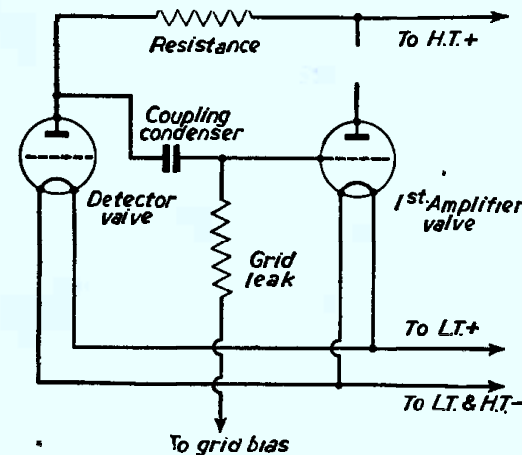 Resistance
To H.T.+
Coupling
condenser
Detector
valve
1st Amplifier
valve
Grid
leak
To L.T.+
To L.T. & H.T.-
To grid bias